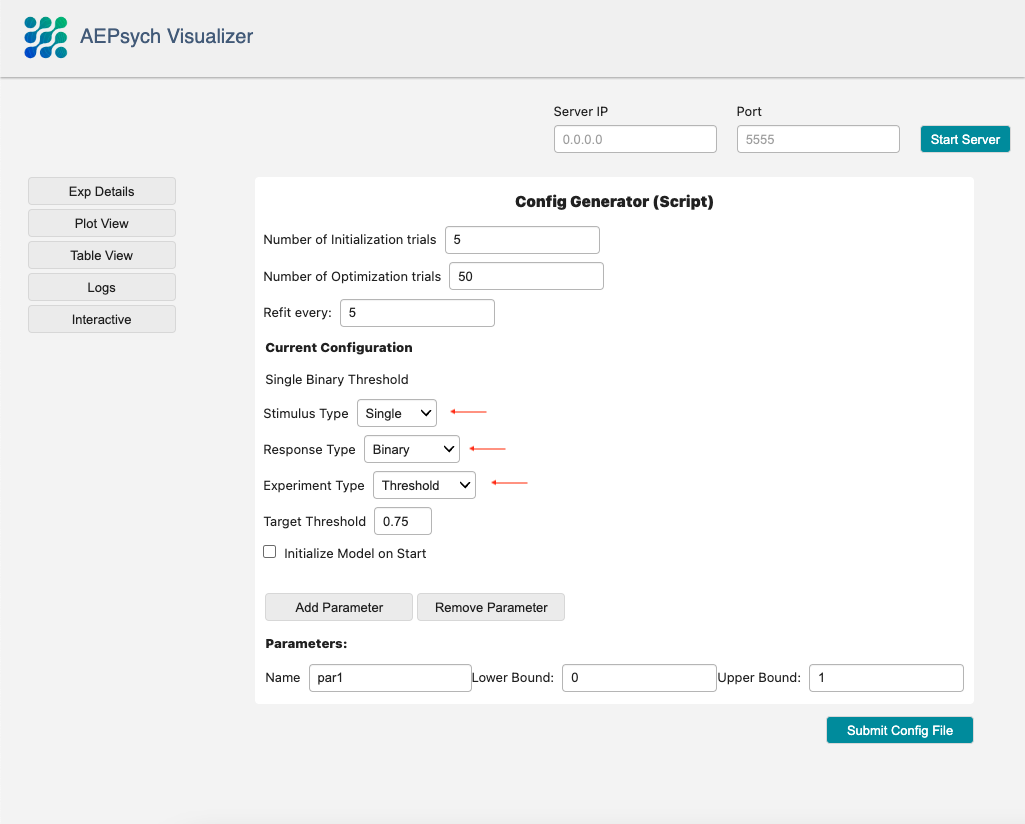 AEPsych Visualizer
Server IP
Port
0.0.0.0
5555
Start Server
Exp Details
Plot View
Table View
Logs
Interactive
Config Generator (Script)
Number of Initialization trials 5
Number of Optimization trials 50
Refit every: 5
Current Configuration
Single Binary Threshold
Stimulus Type Single
Response Type Binary
Experiment Type Threshold
Target Threshold 0.75
Initialize Model on Start
Add Parameter Remove Parameter
Parameters:
Name par1 Lower Bound: 0 Upper Bound: 1
Submit Config File